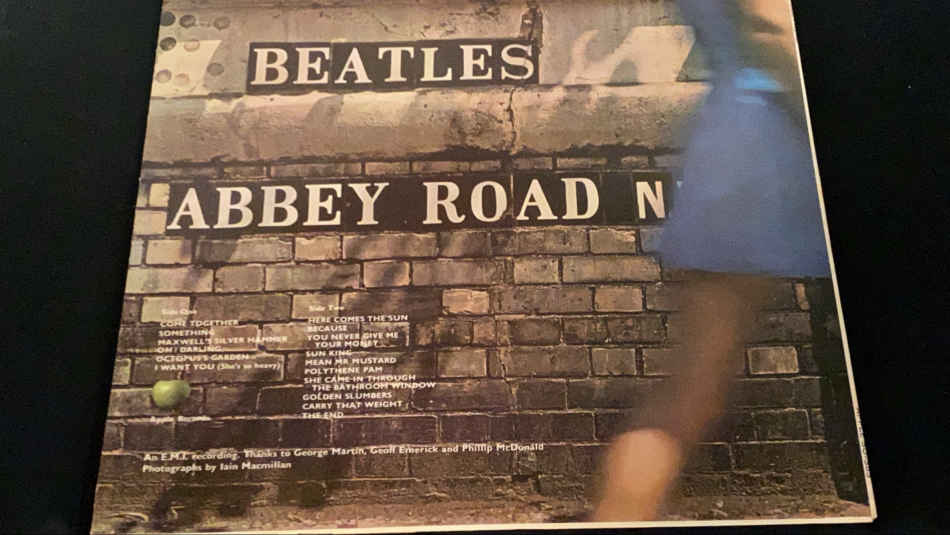 BEATLES
ABBEY ROAD N
Side One
COME TOGETHER
SOMETHING
MAXWELL'S SILVER HAMMER
OH! DARLING
OCTOPUS'S GARDEN
I WANT YOU (She's so heavy)
Side Two
HERE COMES THE SUN
BECAUSE
YOU NEVER GIVE ME
YOUR MONEY
SUN KING
MEAN MR MUSTARD
POLYTHENE PAM
SHE CAME IN THROUGH
THE BATHROOM WINDOW
GOLDEN SLUMBERS
CARRY THAT WEIGHT
THE END
An E.M.I. recording. Thanks to George Martin, Geoff Emerick and Phillip McDonald
Photographs by Iain Macmillan